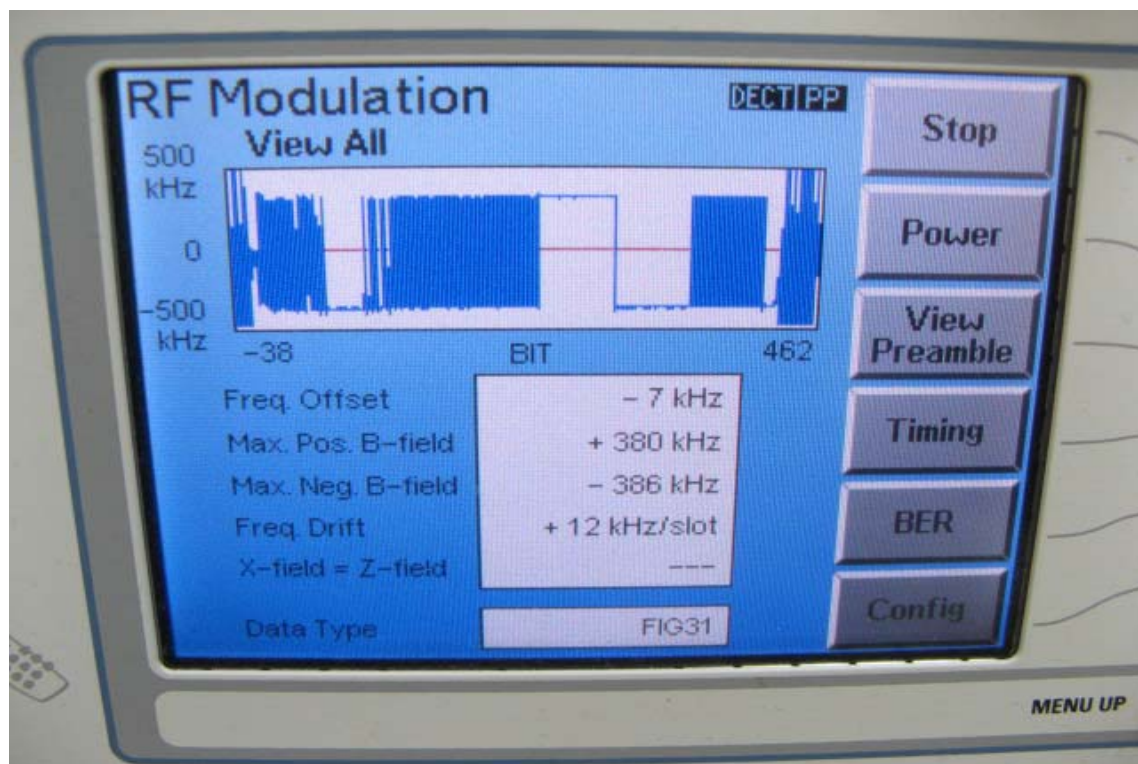 RF Modulation DECT PP
View All
500
kHz
0
-500
kHz
-38 BIT 462
Freq. Offset - 7 kHz
Max. Pos. B-field + 380 kHz
Max. Neg. B-field - 386 kHz
Freq. Drift + 12 kHz/slot
X-field = Z-field ---
Data Type FIG31
Stop
Power
View
Preamble
Timing
BER
Config
MENU UP